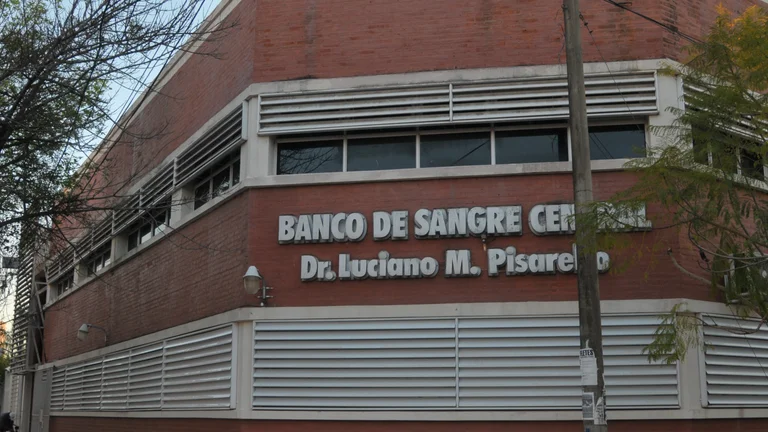 BANCO DE SANGRE CENTRAL
Dr. Luciano M. Pisarello